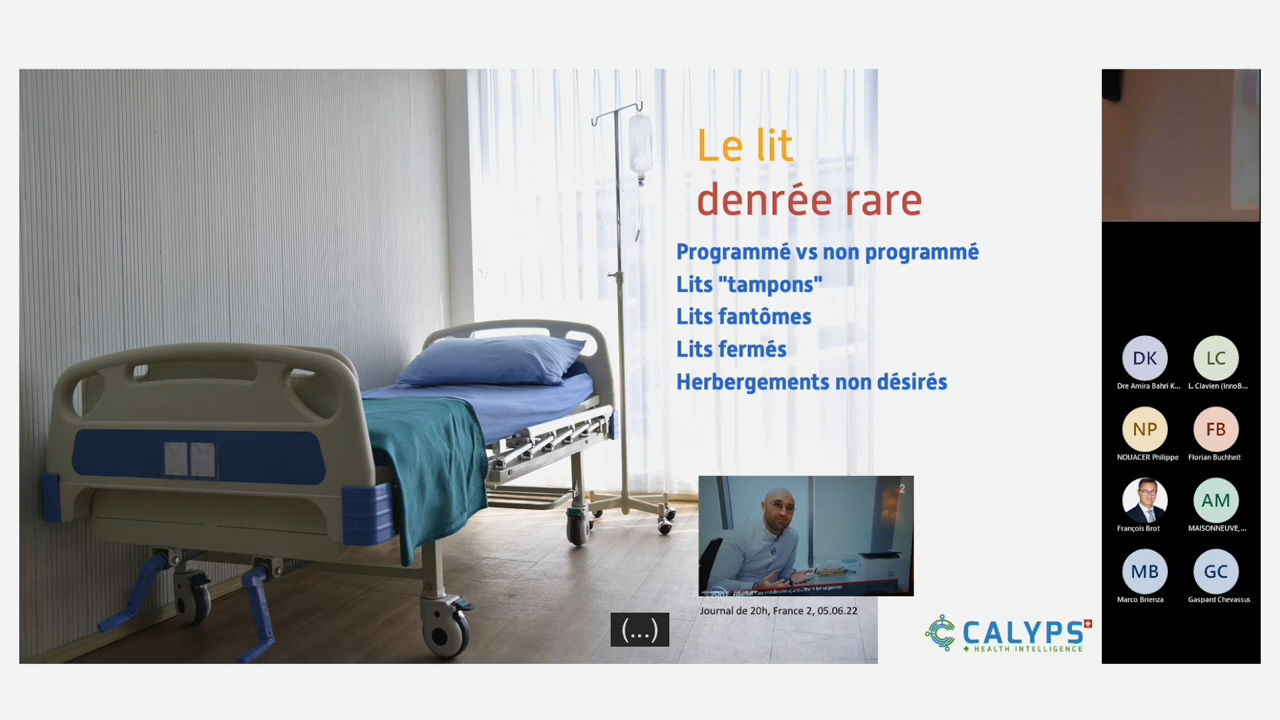 Le lit
denrée rare
Programmé vs non programmé
Lits "tampons"
Lits fantômes
Lits fermés
Herbergements non désirés
2
Journal de 20h, France 2, 05.06.22
(...)
CALYPS
HEALTH INTELLIGENCE
DK
LC
Dre Amira Bahri K...
L. Clavien (InnoB...
NP
FB
NOUACER Philippe
Florian Buchheit
AM
François Brot
MAISONNEUVE,...
MB
GC
Marco Brienza
Gaspard Chevassus